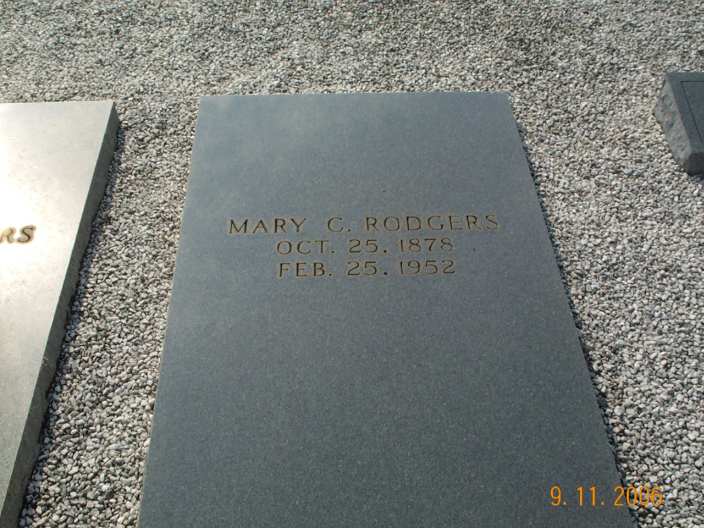 MARY C. RODGERS
OCT. 25. 1878
FEB. 25. 1952
RS
9.11.2006